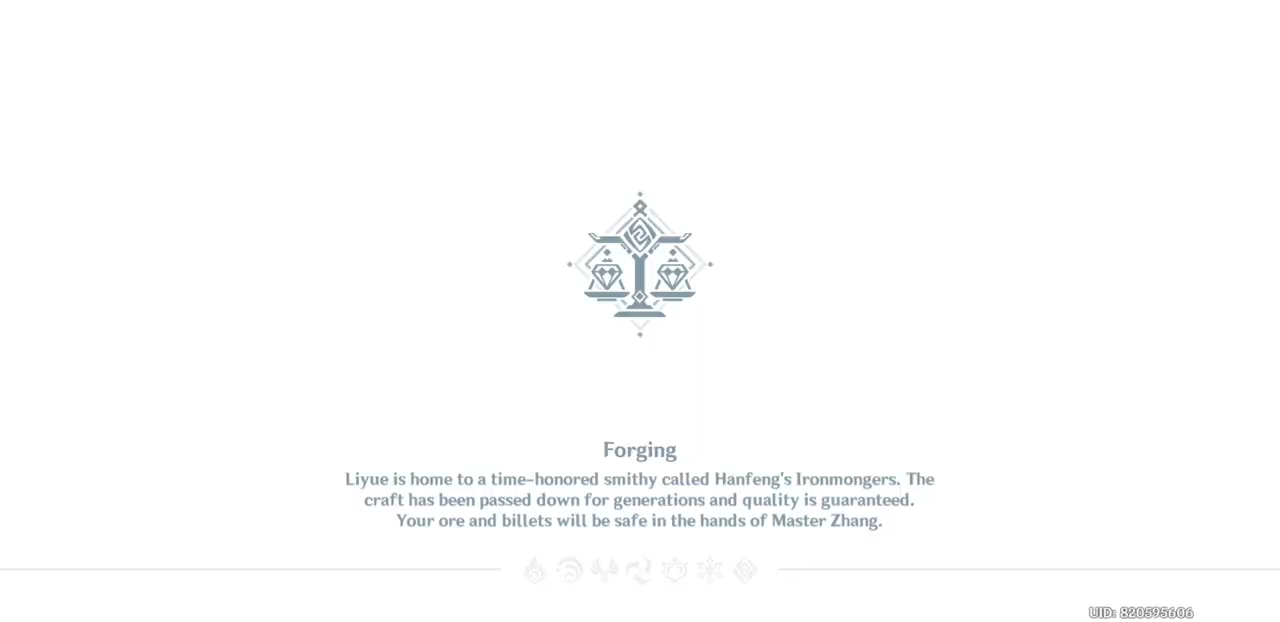 Forging
Liyue is home to a time-honored smithy called Hanfeng's Ironmongers. The
craft has been passed down for generations and quality is guaranteed.
Your ore and billets will be safe in the hands of Master Zhang.
UID: 820595606